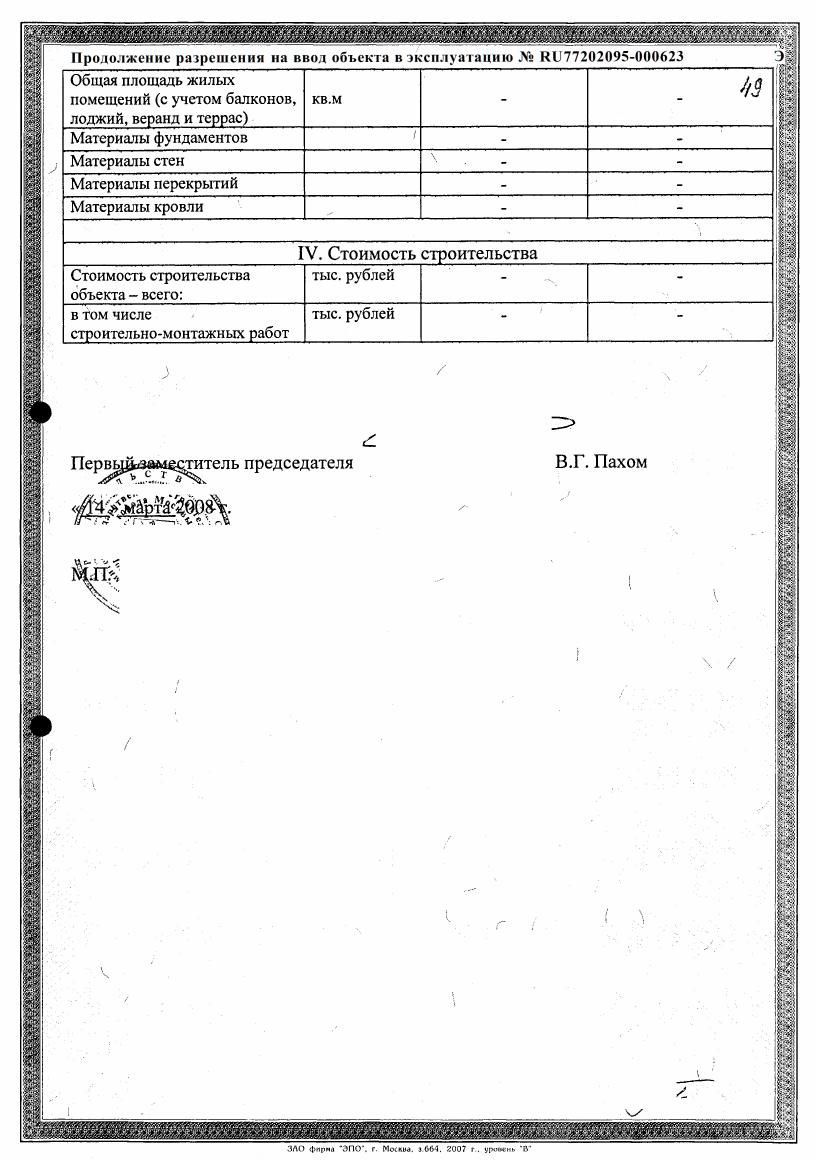 Продолжение разрешения на ввод объекта в эксплуатацию № RU77202095-000623 Э
49
Общая площадь жилых
помещений (с учетом балконов, кв.м - -
лоджий, веранд и террас)
Материалы фундаментов - -
Материалы стен - -
Материалы перекрытий - -
Материалы кровли - -
IV. Стоимость строительства
Стоимость строительства тыс. рублей - -
объекта – всего:
в том числе тыс. рублей - -
строительно-монтажных работ
Первый заместитель председателя В.Г. Пахом
«14 марта 2008 г.
М.П.
ЗАО фирма "ЭПО", г. Москва, з.664, 2007 г., уровень "В"